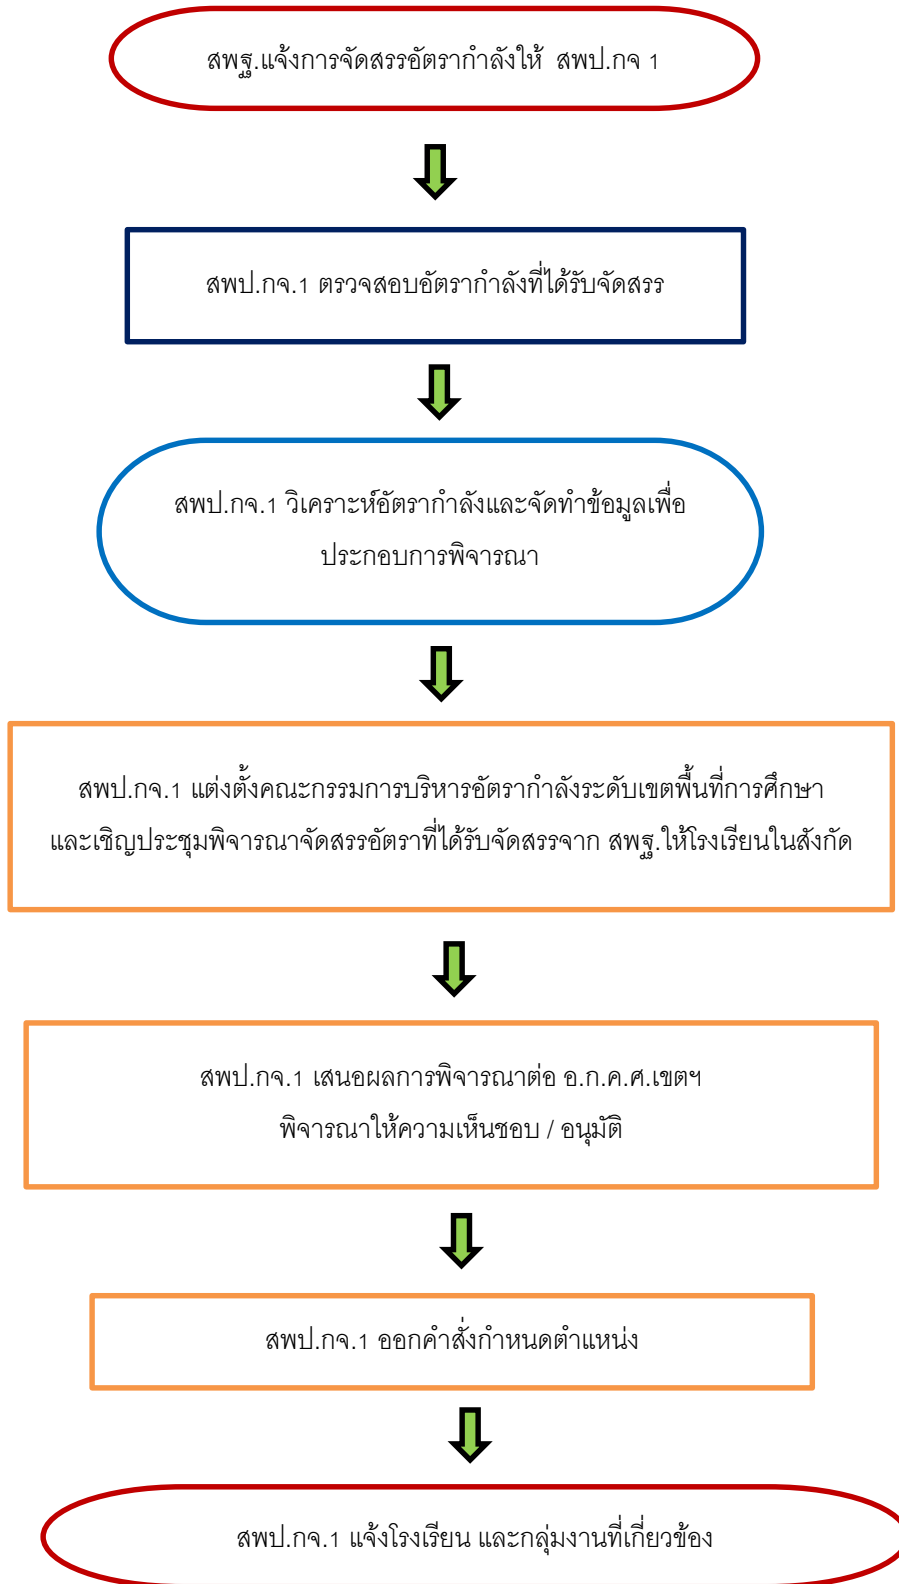 สพฐ.แจ้งการจัดสรรอัตรากำลังให้ สพป.กจ 1
สพป.กจ.1 ตรวจสอบอัตรากำลังที่ได้รับจัดสรร
สพป.กจ.1 วิเคราะห์อัตรากำลังและจัดทำข้อมูลเพื่อ
ประกอบการพิจารณา
สพป.กจ.1 แต่งตั้งคณะกรรมการบริหารอัตรากำลังระดับเขตพื้นที่การศึกษา
และเชิญประชุมพิจารณาจัดสรรอัตราที่ได้รับจัดสรรจาก สพฐ.ให้โรงเรียนในสังกัด
สพป.กจ.1 เสนอผลการพิจารณาต่อ อ.ก.ค.ศ.เขตฯ
พิจารณาให้ความเห็นชอบ / อนุมัติ
สพป.กจ.1 ออกคำสั่งกำหนดตำแหน่ง
สพป.กจ.1 แจ้งโรงเรียน และกลุ่มงานที่เกี่ยวข้อง